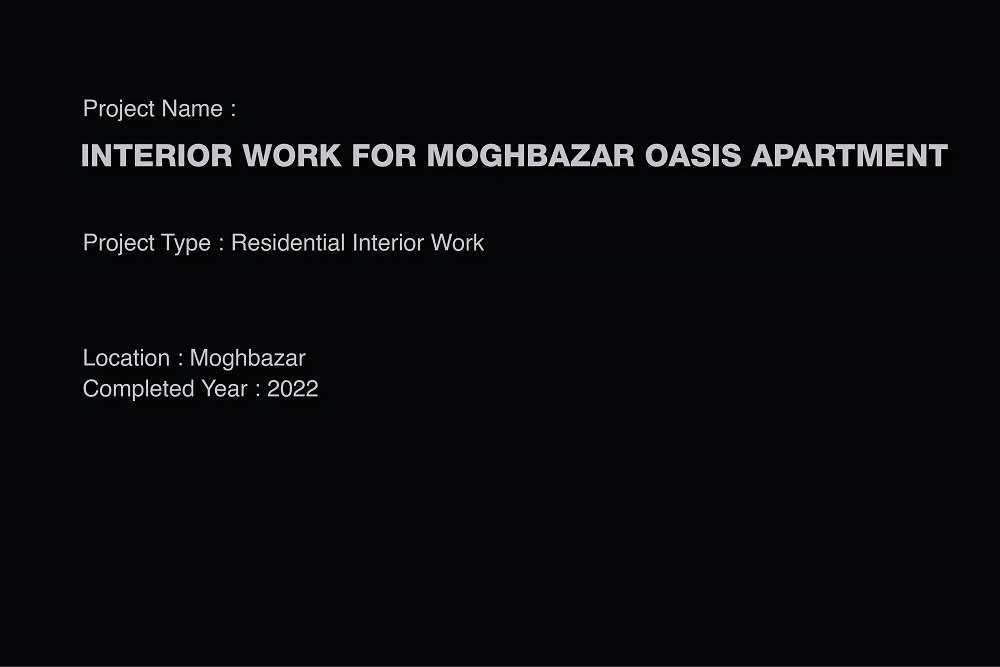 Project Name :
INTERIOR WORK FOR MOGHBAZAR OASIS APARTMENT
Project Type : Residential Interior Work
Location : Moghbazar
Completed Year : 2022